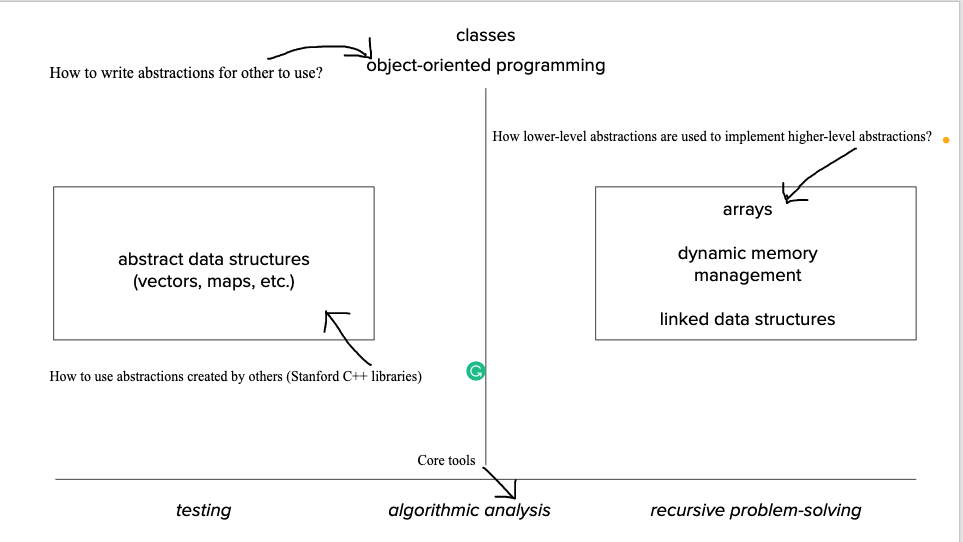 classes
How to write abstractions for other to use?
object-oriented programming
How lower-level abstractions are used to implement higher-level abstractions?
abstract data structures
(vectors, maps, etc.)
arrays
dynamic memory
management
linked data structures
How to use abstractions created by others (Stanford C++ libraries)
Core tools
testing
algorithmic analysis
recursive problem-solving